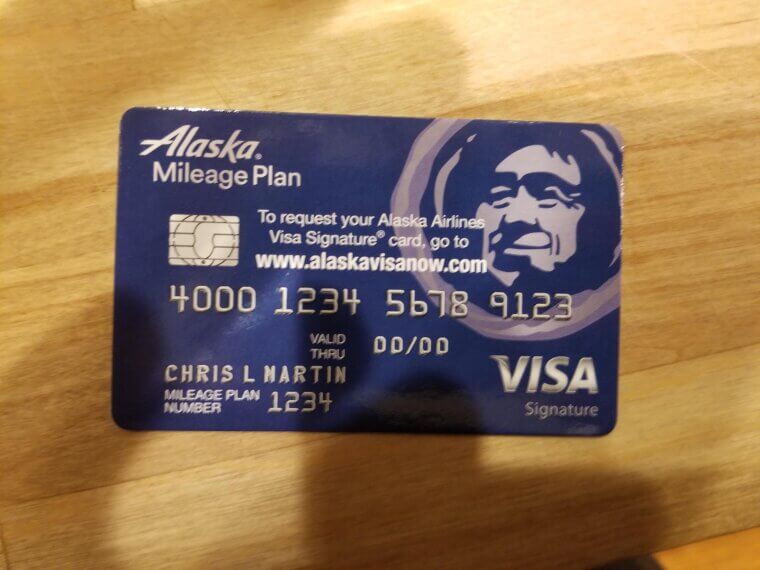 Alaska®
Mileage Plan
To request your Alaska Airlines
Visa Signature® card, go to
www.alaskavisanow.com
4000 1234 5678 9123
VALID
THRU 00/00
CHRIS L MARTIN
MILEAGE PLAN
NUMBER 1234
VISA
Signature